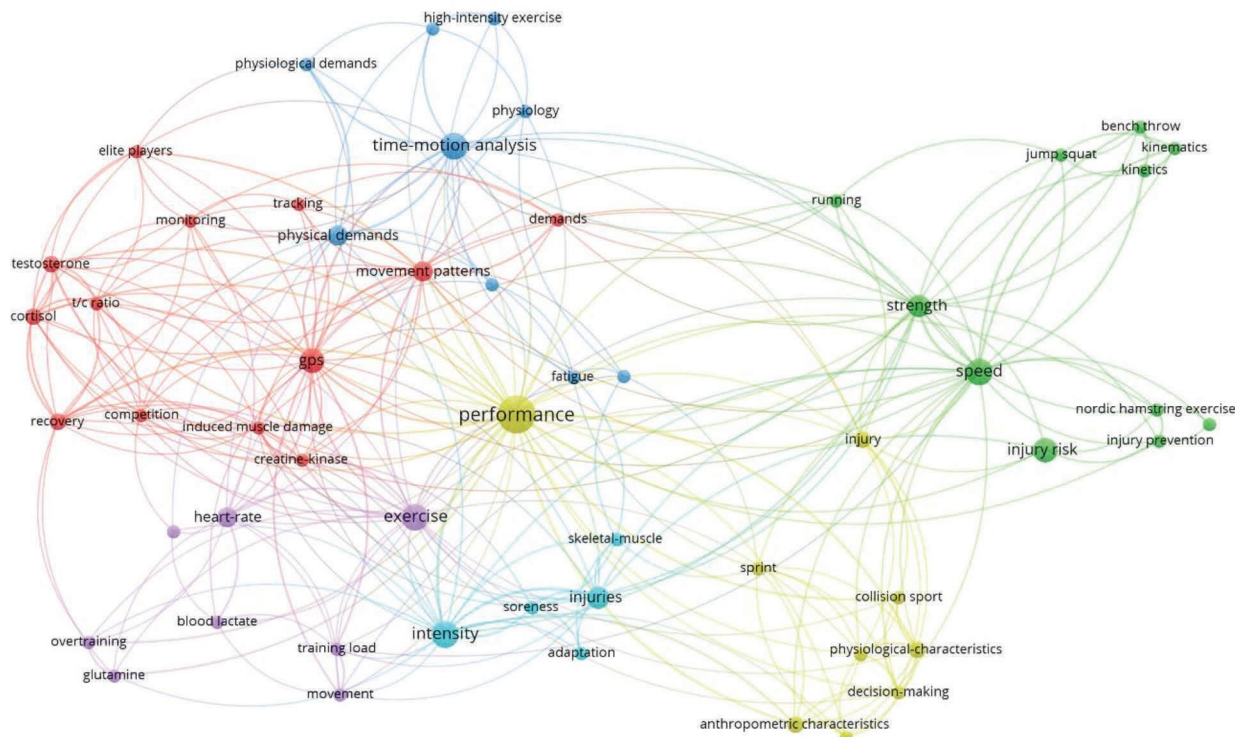 high-intensity exercise
physiological demands
physiology
time-motion analysis
elite players
tracking
monitoring
demands
physical demands
testosterone
movement patterns
t/c ratio
cortisol
gps
fatigue
performance
competition
recovery
induced muscle damage
creatine-kinase
bench throw
kinematics
jump squat
kinetics
running
strength
speed
nordic hamstring exercise
injury
injury prevention
injury risk
heart-rate
exercise
skeletal-muscle
sprint
collision sport
injuries
soreness
blood lactate
intensity
overtraining
training load
adaptation
physiological-characteristics
glutamine
movement
decision-making
anthropometric characteristics